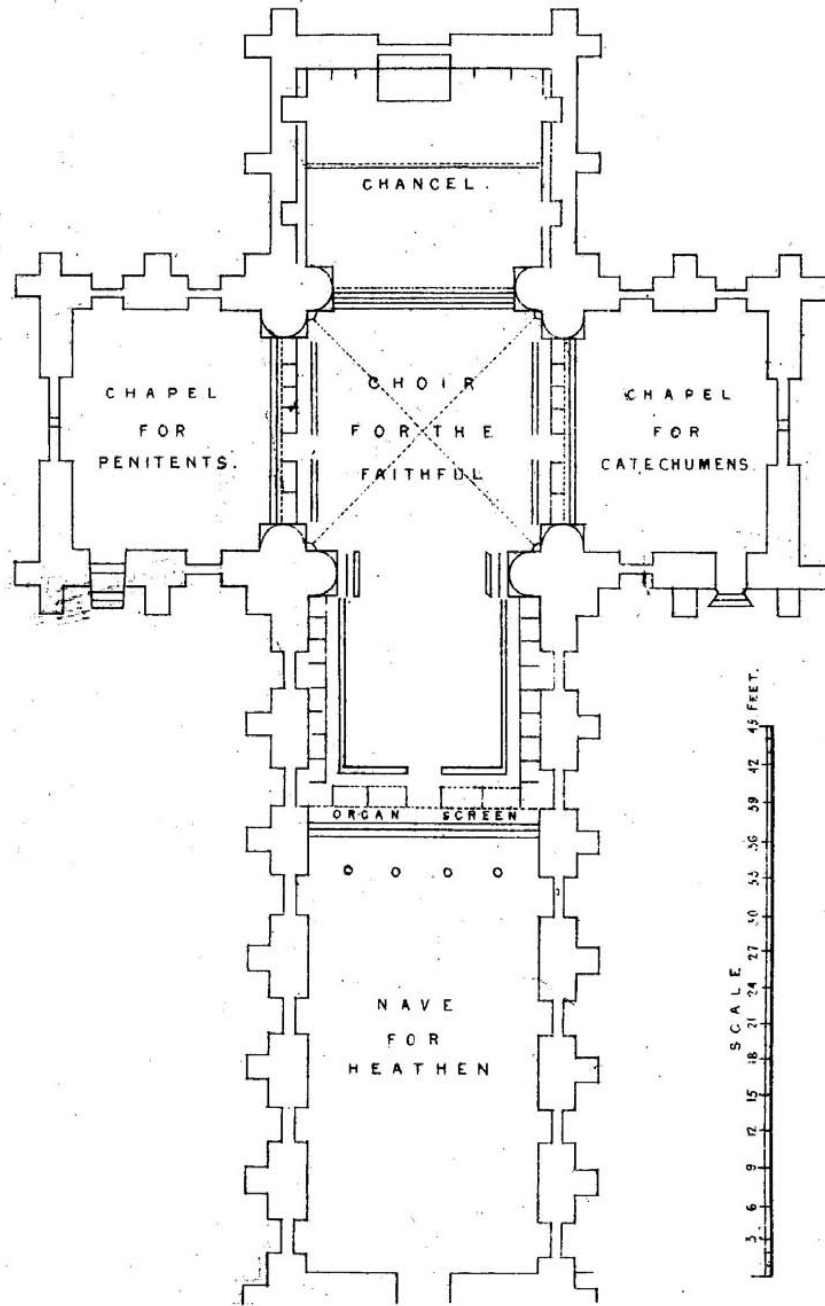 CHANCEL.
CHAPEL
FOR
PENITENTS.
CHOIR
FOR THE
FAITHFUL
CHAPEL
FOR
CATECHUMENS.
ORGAN SCREEN
NAVE
FOR
HEATHEN
SCALE
3
6
9
12
15
18
21
24
27
30
33
36
39
42
45 FEET.